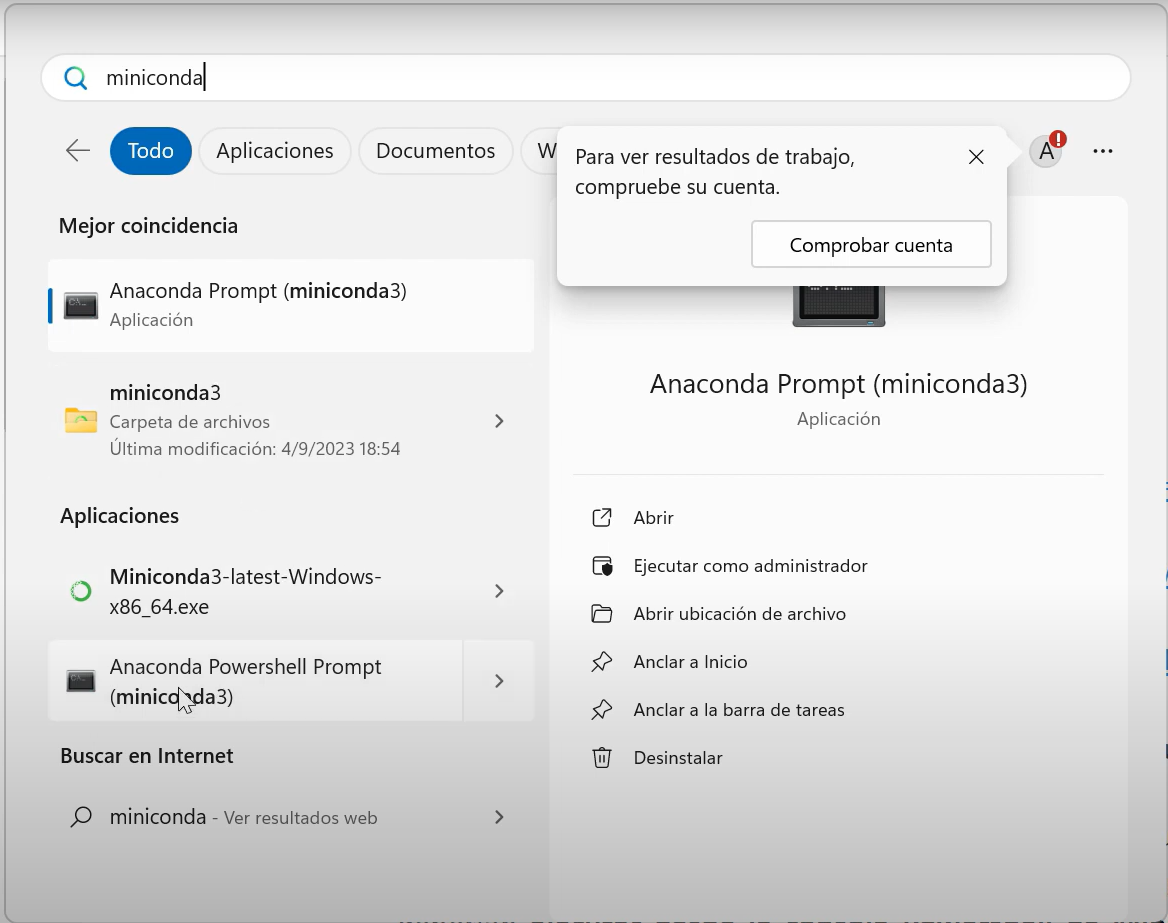 miniconda
Todo
Aplicaciones
Documentos
W
Para ver resultados de trabajo,
compruebe su cuenta.
Comprobar cuenta
A
Mejor coincidencia
Anaconda Prompt (miniconda3)
Aplicación
miniconda3
Carpeta de archivos
Última modificación: 4/9/2023 18:54
Aplicaciones
Miniconda3-latest-Windows-
x86_64.exe
Anaconda Powershell Prompt
(miniconda3)
Buscar en Internet
miniconda - Ver resultados web
Anaconda Prompt (miniconda3)
Aplicación
Abrir
Ejecutar como administrador
Abrir ubicación de archivo
Anclar a Inicio
Anclar a la barra de tareas
Desinstalar